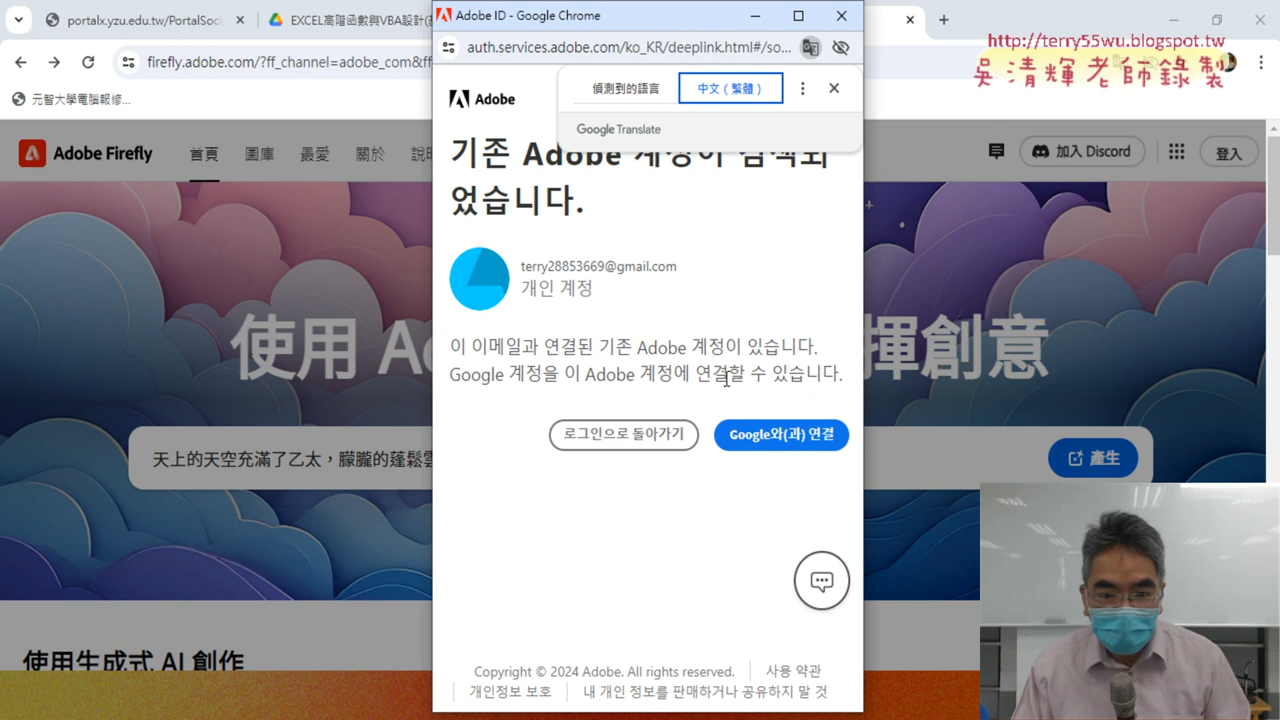 portalx.yzu.edu.tw/PortalSoci
EXCEL高階函數與VBA設計(基
Adobe ID - Google Chrome
http://terry55wu.blogspot.tw
吳清輝老師錄製
firefly.adobe.com/?ff_channel=adobe_com&ff
auth.services.adobe.com/ko_KR/deeplink.html#/so...
元智大學電腦報修...
偵測到的語言
中文（繁體）
Google Translate
Adobe Firefly
首頁
圖庫
最愛
關於
加入 Discord
登入
Adobe
기존 Adobe 계정이 검색되
었습니다.
terry28853669@gmail.com
개인 계정
使用
揮創意
이 이메일과 연결된 기존 Adobe 계정이 있습니다.
Google 계정을 이 Adobe 계정에 연결할 수 있습니다.
로그인으로 돌아가기
Google와(과) 연결
天上的天空充滿了乙太，朦朧的蓬鬆雲
產生
使用生成式 AI 創作
Copyright © 2024 Adobe. All rights reserved.
사용 약관
개인정보 보호
내 개인 정보를 판매하거나 공유하지 말 것